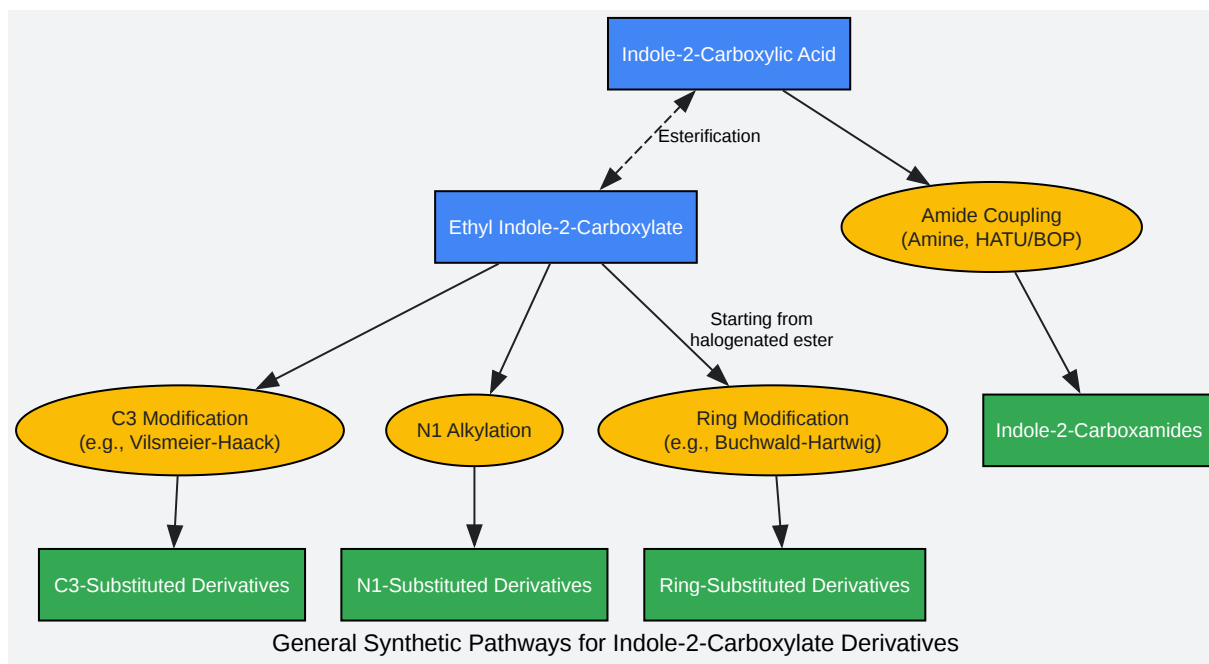 Indole-2-Carboxylic Acid
Esterification
Ethyl Indole-2-Carboxylate
Amide Coupling
(Amine, HATU/BOP)
Starting from
halogenated ester
C3 Modification
(e.g., Vilsmeier-Haack)
N1 Alkylation
Ring Modification
(e.g., Buchwald-Hartwig)
Indole-2-Carboxamides
C3-Substituted Derivatives
N1-Substituted Derivatives
Ring-Substituted Derivatives
General Synthetic Pathways for Indole-2-Carboxylate Derivatives